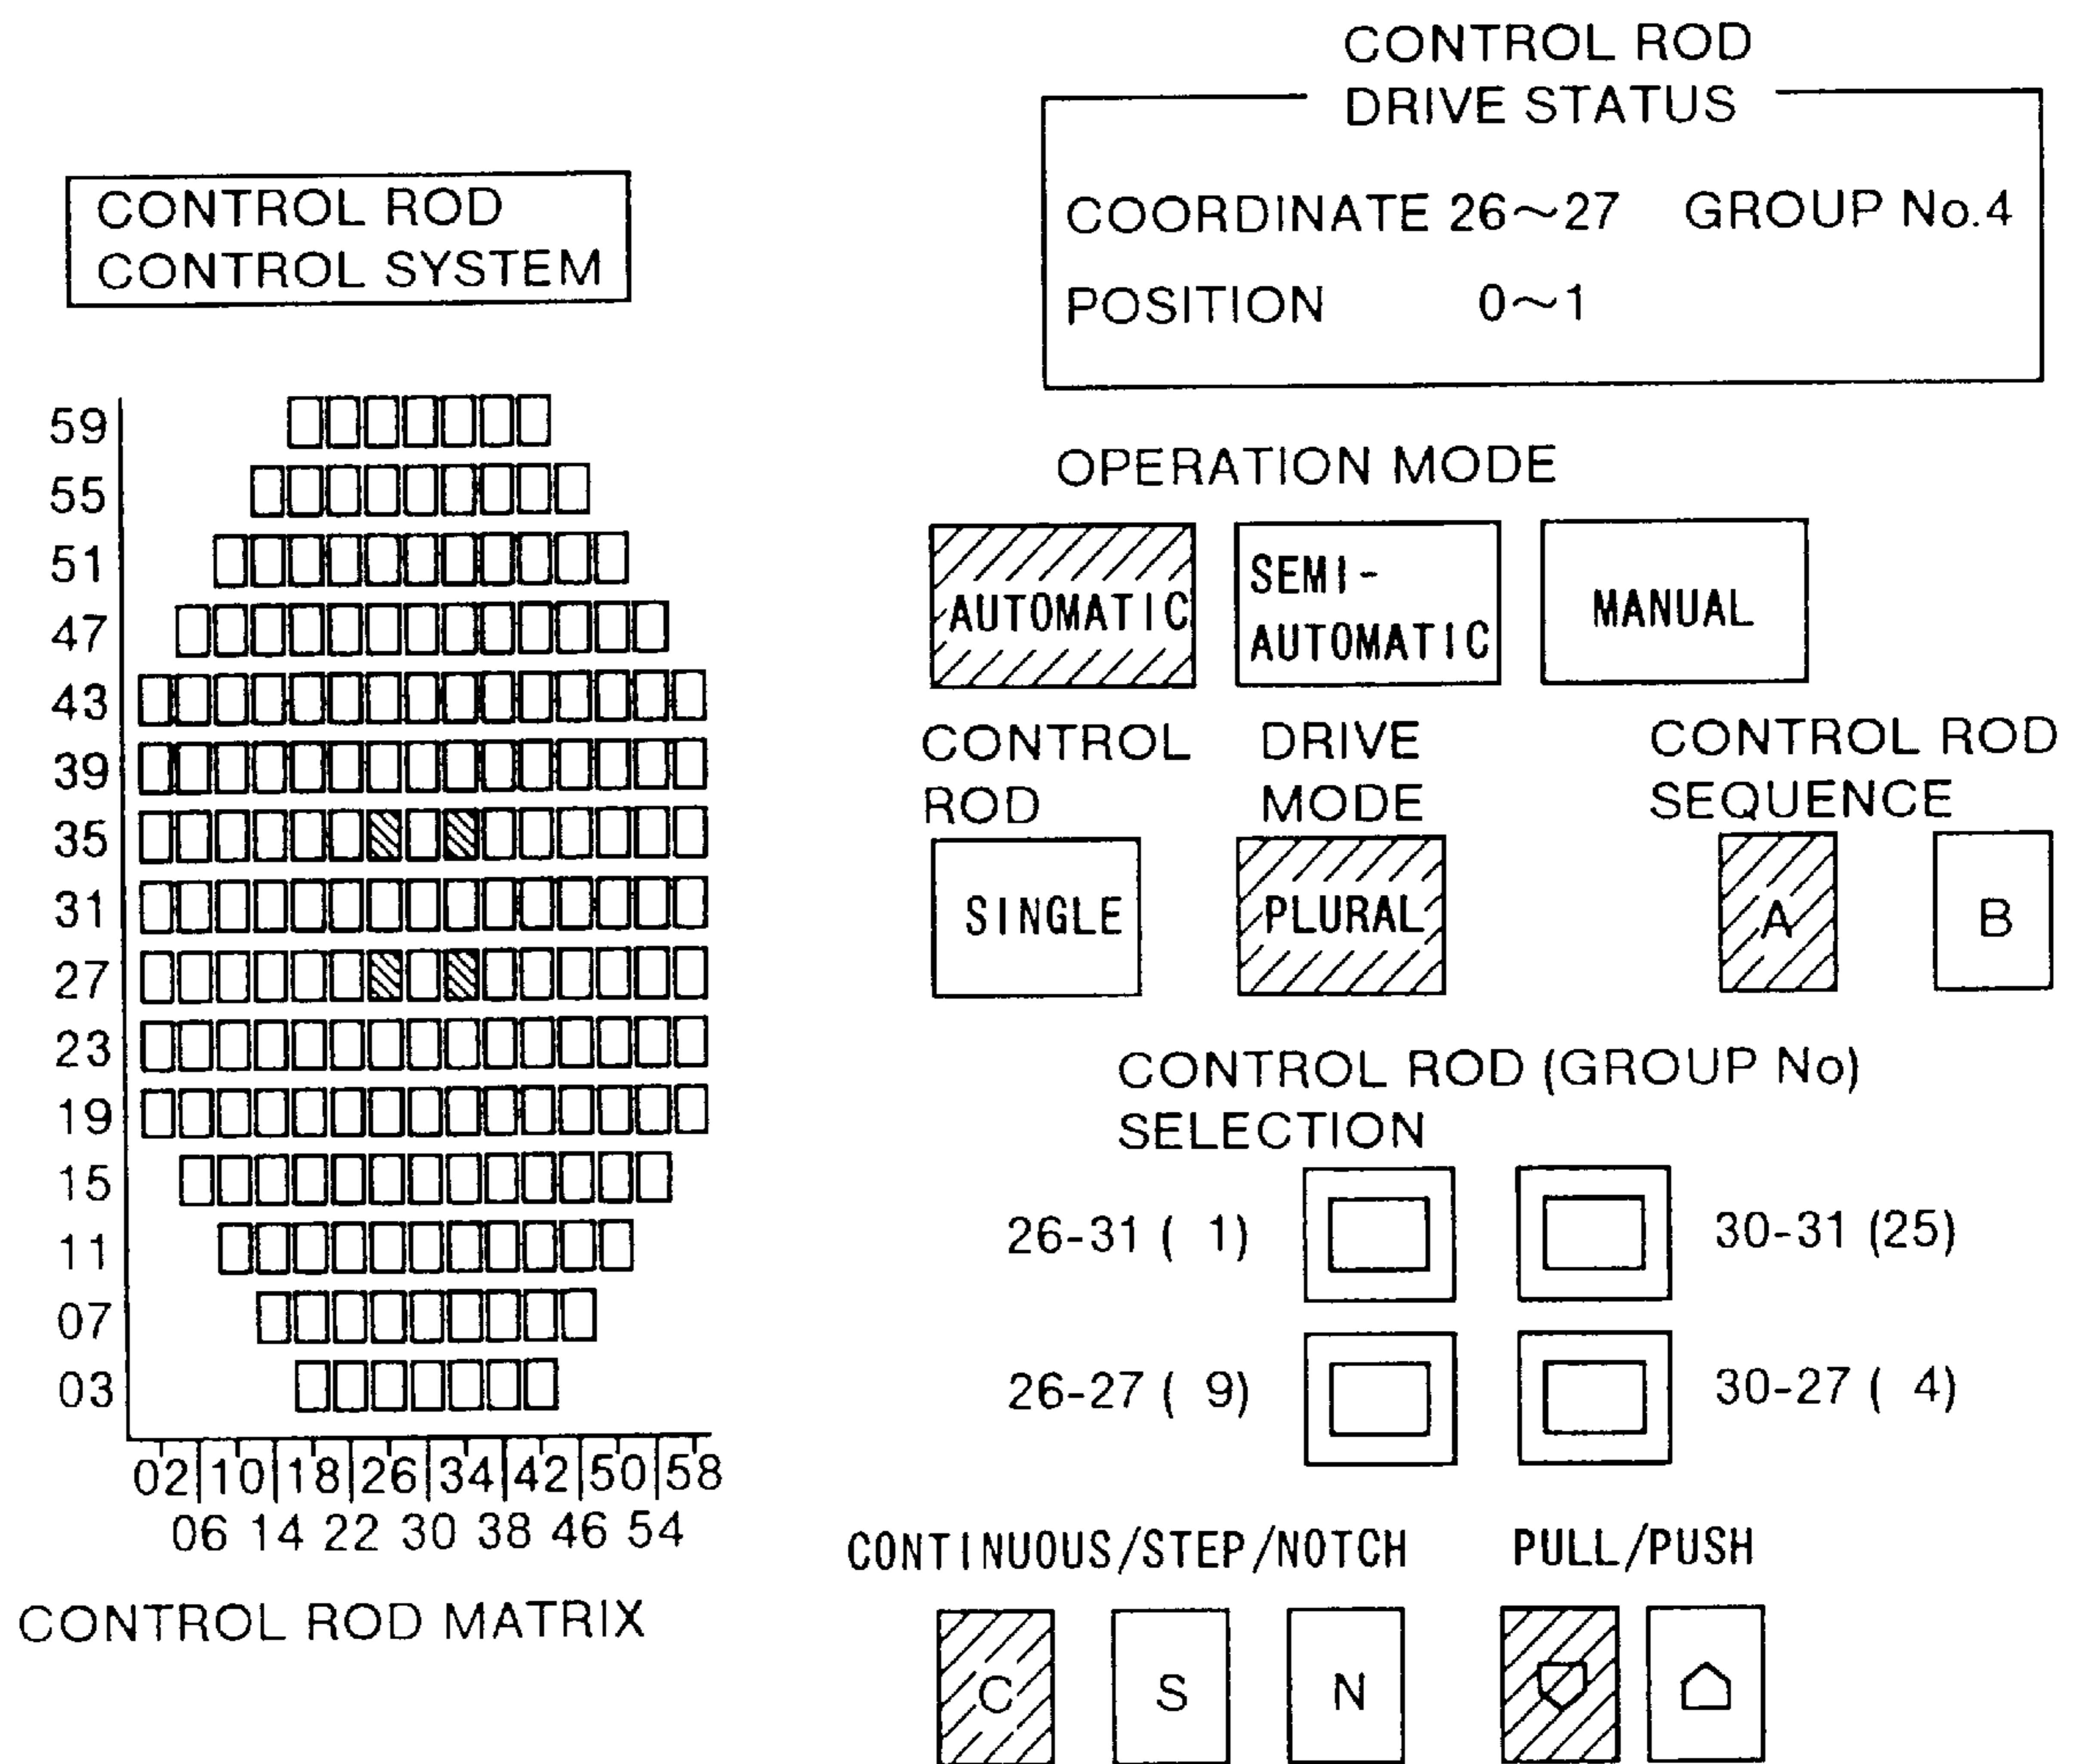 CONTROL ROD
CONTROL SYSTEM
CONTROL ROD
DRIVE STATUS
COORDINATE 26～27 GROUP No.4
POSITION 0～1
59
55
51
47
43
39
35
31
27
23
19
15
11
07
03
02 10 18 26 34 42 50 58
06 14 22 30 38 46 54
CONTROL ROD MATRIX
OPERATION MODE
AUTOMATIC
SEMI-
AUTOMATIC
MANUAL
CONTROL
ROD
DRIVE
MODE
CONTROL ROD
SEQUENCE
SINGLE
PLURAL
A
B
CONTROL ROD (GROUP No)
SELECTION
26-31 ( 1)
30-31 (25)
26-27 ( 9)
30-27 ( 4)
CONTINUOUS/STEP/NOTCH
PULL/PUSH
C
S
N